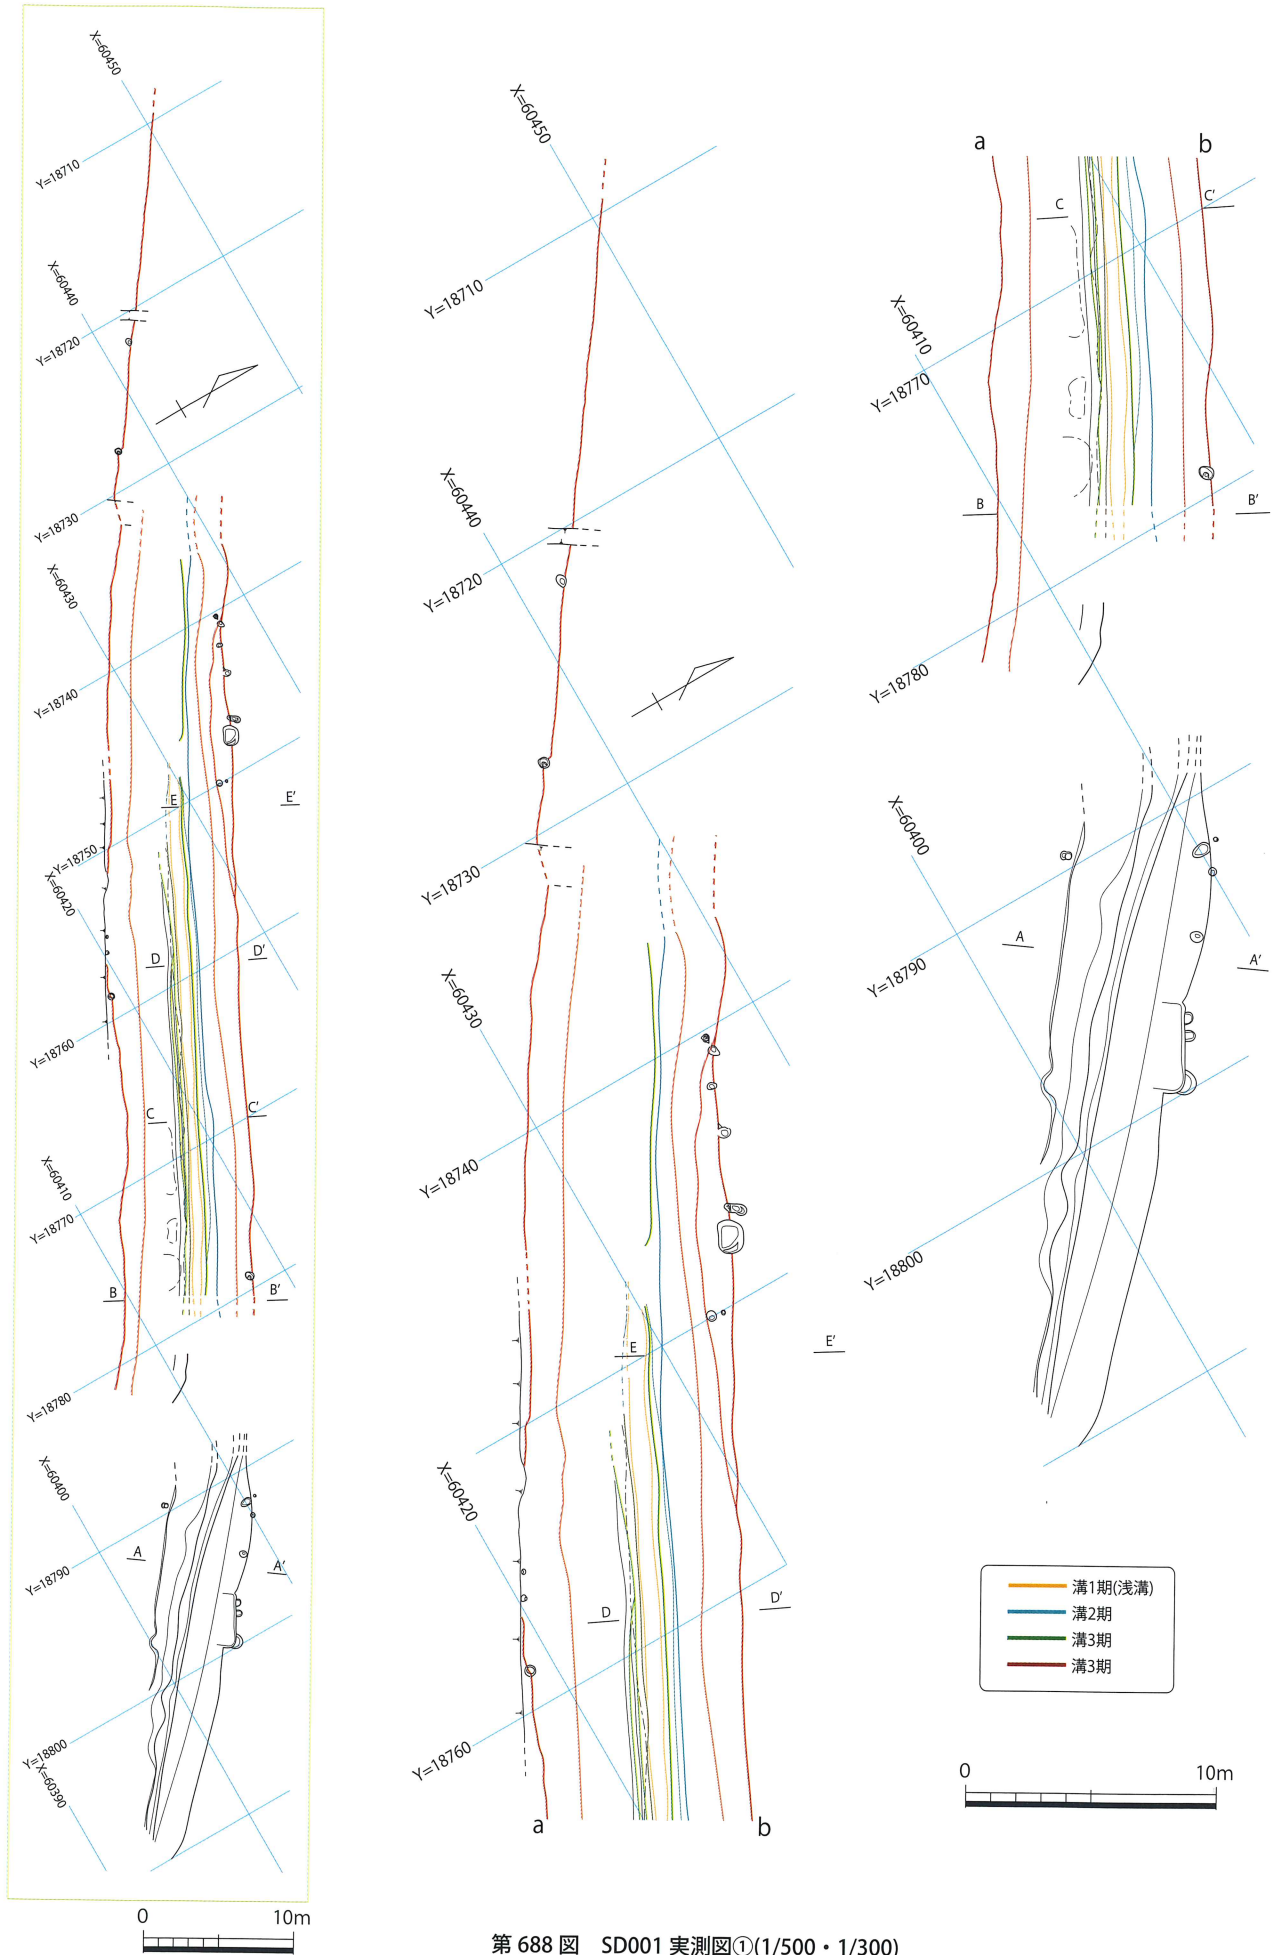 X=60450
Y=18710
X=60440
Y=18720
Y=18730
X=60430
Y=18740
E
E'
Y=18750
X=60420
D
D'
Y=18760
C
C'
X=60410
Y=18770
B
B'
Y=18780
X=60400
A
A'
Y=18790
Y=18800
X=60390
0
10m
X=60450
Y=18710
X=60440
Y=18720
Y=18730
X=60430
Y=18740
E
E'
X=60420
D
D'
Y=18760
a
b
a
b
C
C'
X=60410
Y=18770
B
B'
Y=18780
X=60400
A
A'
Y=18790
Y=18800
溝1期(浅溝)
溝2期
溝3期
溝3期
0
10m
第 688 図 SD001 実測図①(1/500・1/300)